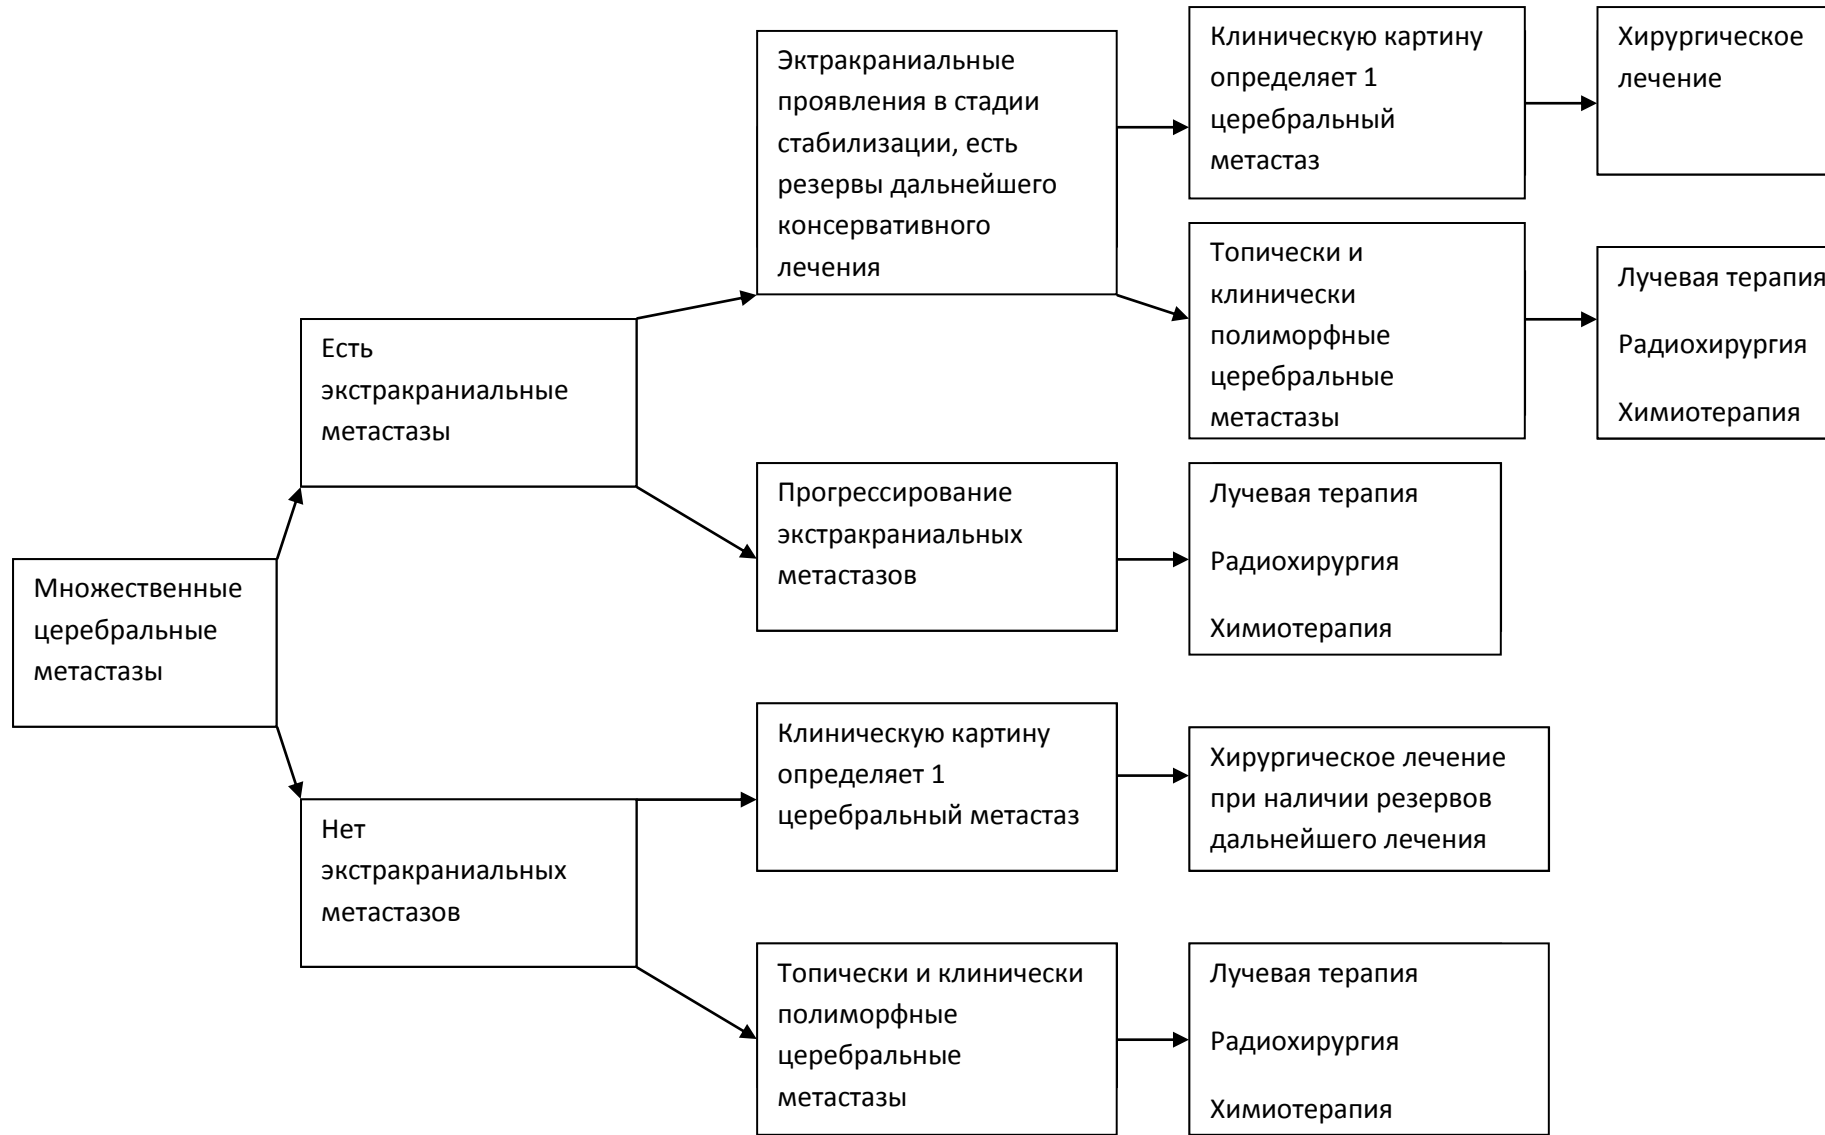 Множественные
церебральные
метастазы
Есть
экстракраниальные
метастазы
Эктракраниальные
проявления в стадии
стабилизации, есть
резервы дальнейшего
консервативного
лечения
Клиническую картину
определяет 1
церебральный
метастаз
Хирургическое
лечение
Топически и
клинически
полиморфные
церебральные
метастазы
Лучевая терапия
Радиохирургия
Химиотерапия
Прогрессирование
экстракраниальных
метастазов
Лучевая терапия
Радиохирургия
Химиотерапия
Нет
экстракраниальных
метастазов
Клиническую картину
определяет 1
церебральный метастаз
Хирургическое лечение
при наличии резервов
дальнейшего лечения
Топически и клинически
полиморфные
церебральные
метастазы
Лучевая терапия
Радиохирургия
Химиотерапия